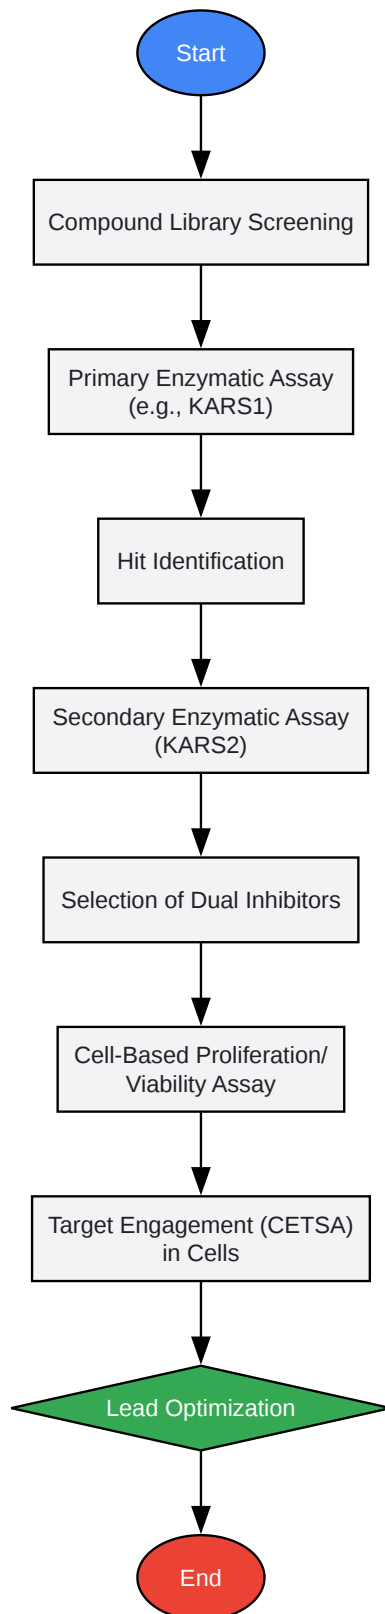 Start
Compound Library Screening
Primary Enzymatic Assay
(e.g., KARS1)
Hit Identification
Secondary Enzymatic Assay
(KARS2)
Selection of Dual Inhibitors
Cell-Based Proliferation/
Viability Assay
Target Engagement (CETSA)
in Cells
Lead Optimization
End